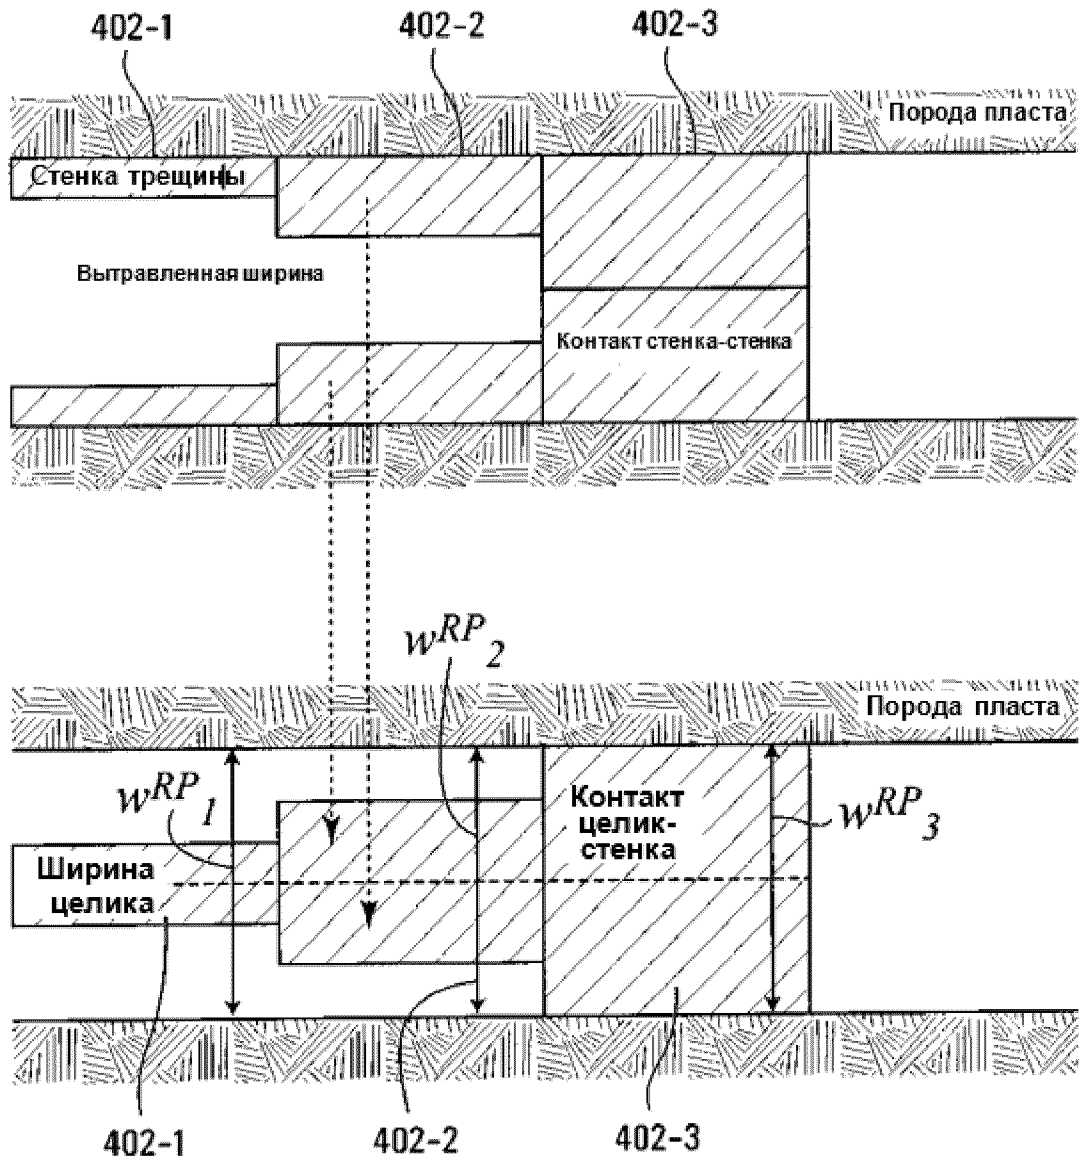 402-1
402-2
402-3
Порода пласта
Стенка трещины
Вытравленная ширина
Контакт стенка-стенка
w^RP_2
Порода пласта
w^RP_1
Контакт
целик-
стенка
w^RP_3
Ширина
целика
402-1
402-2
402-3